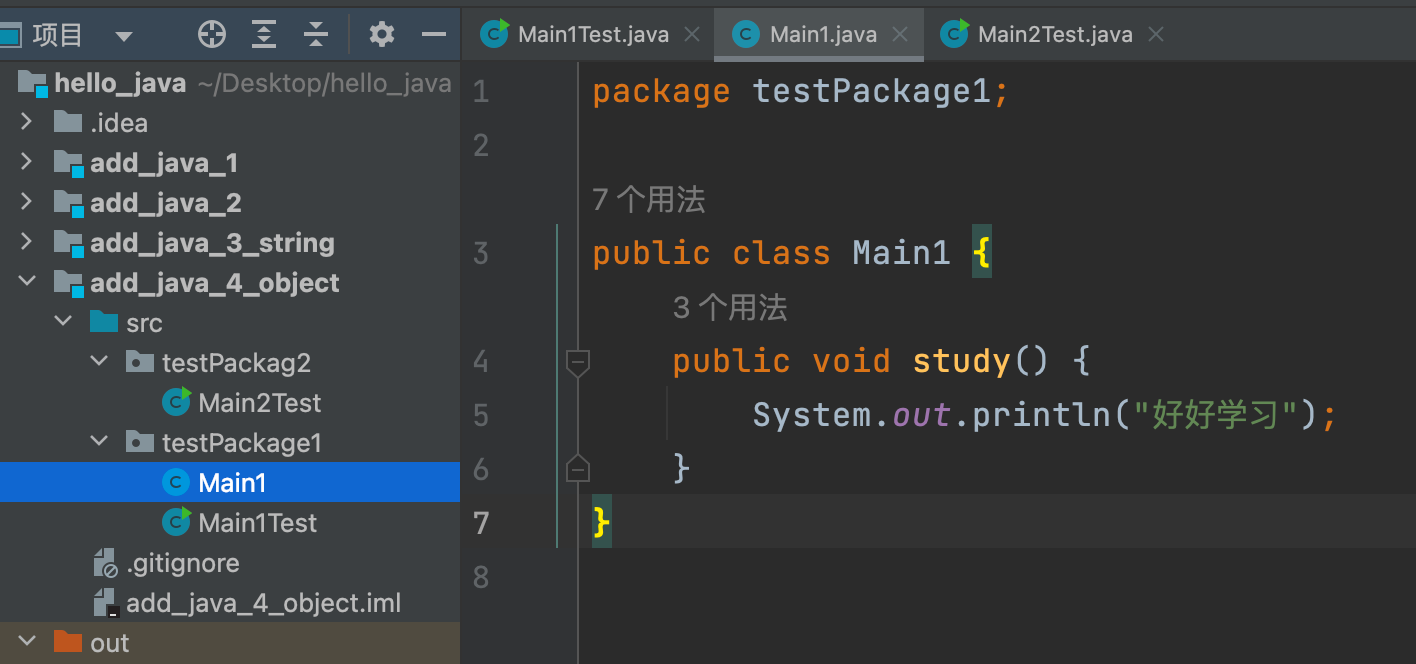 项目
Main1Test.java
Main1.java
Main2Test.java
hello_java ~/Desktop/hello_java
.idea
add_java_1
add_java_2
add_java_3_string
add_java_4_object
src
testPackag2
Main2Test
testPackage1
Main1
Main1Test
.gitignore
add_java_4_object.iml
out
1 package testPackage1;
2
7 个用法
3 public class Main1 {
3 个用法
4 public void study() {
5 System.out.println("好好学习");
6 }
7 }
8